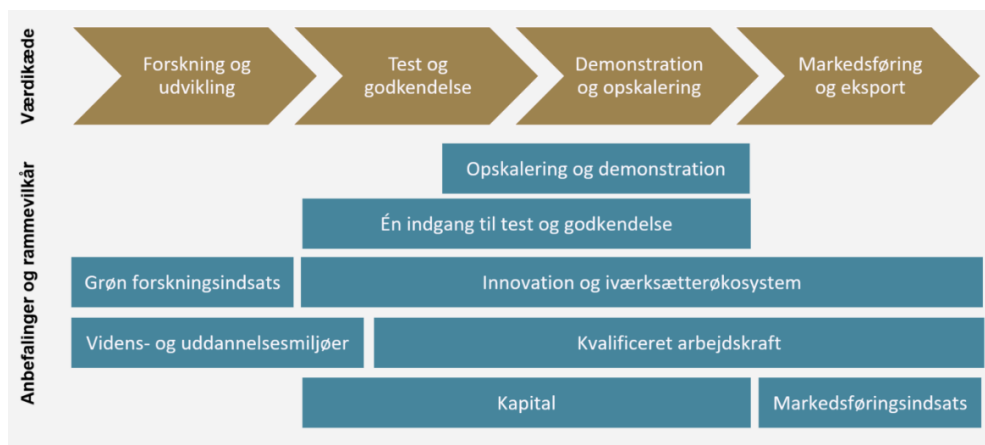 Værdikæde
Forskning og
udvikling
Test og
godkendelse
Demonstration
og opskalering
Markedsføring
og eksport
Anbefalinger og rammevilkår
Opskalering og demonstration
Én indgang til test og godkendelse
Grøn forskningsindsats
Innovation og iværksætterøkosystem
Videns- og uddannelsesmiljøer
Kvalificeret arbejdskraft
Kapital
Markedsføringsindsats